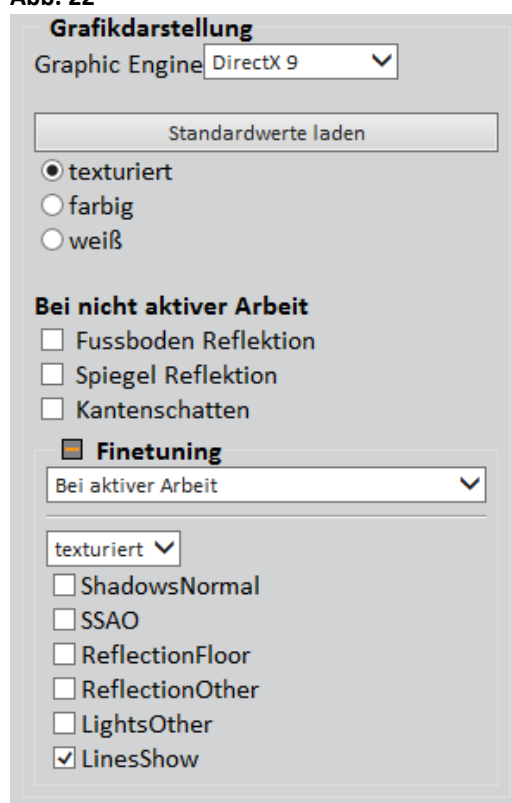 Abb. 22
Grafikdarstellung
Graphic Engine DirectX 9
Standardwerte laden
texturiert
farbig
weiß
Bei nicht aktiver Arbeit
Fussboden Reflektion
Spiegel Reflektion
Kantenschatten
Finetuning
Bei aktiver Arbeit
texturiert
ShadowsNormal
SSAO
ReflectionFloor
ReflectionOther
LightsOther
LinesShow